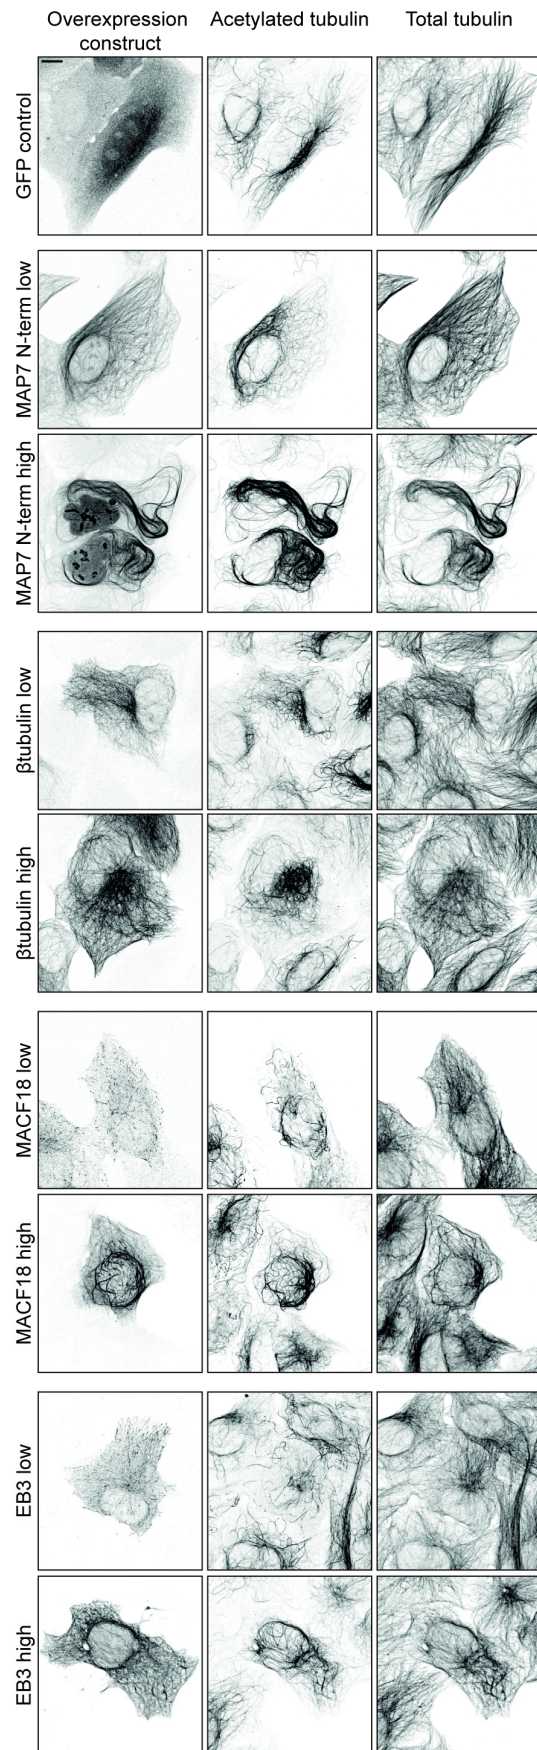 Overexpression
construct
Acetylated tubulin
Total tubulin
GFP control
MAP7 N-term low
MAP7 N-term high
βtubulin low
βtubulin high
MACF18 low
MACF18 high
EB3 low
EB3 high